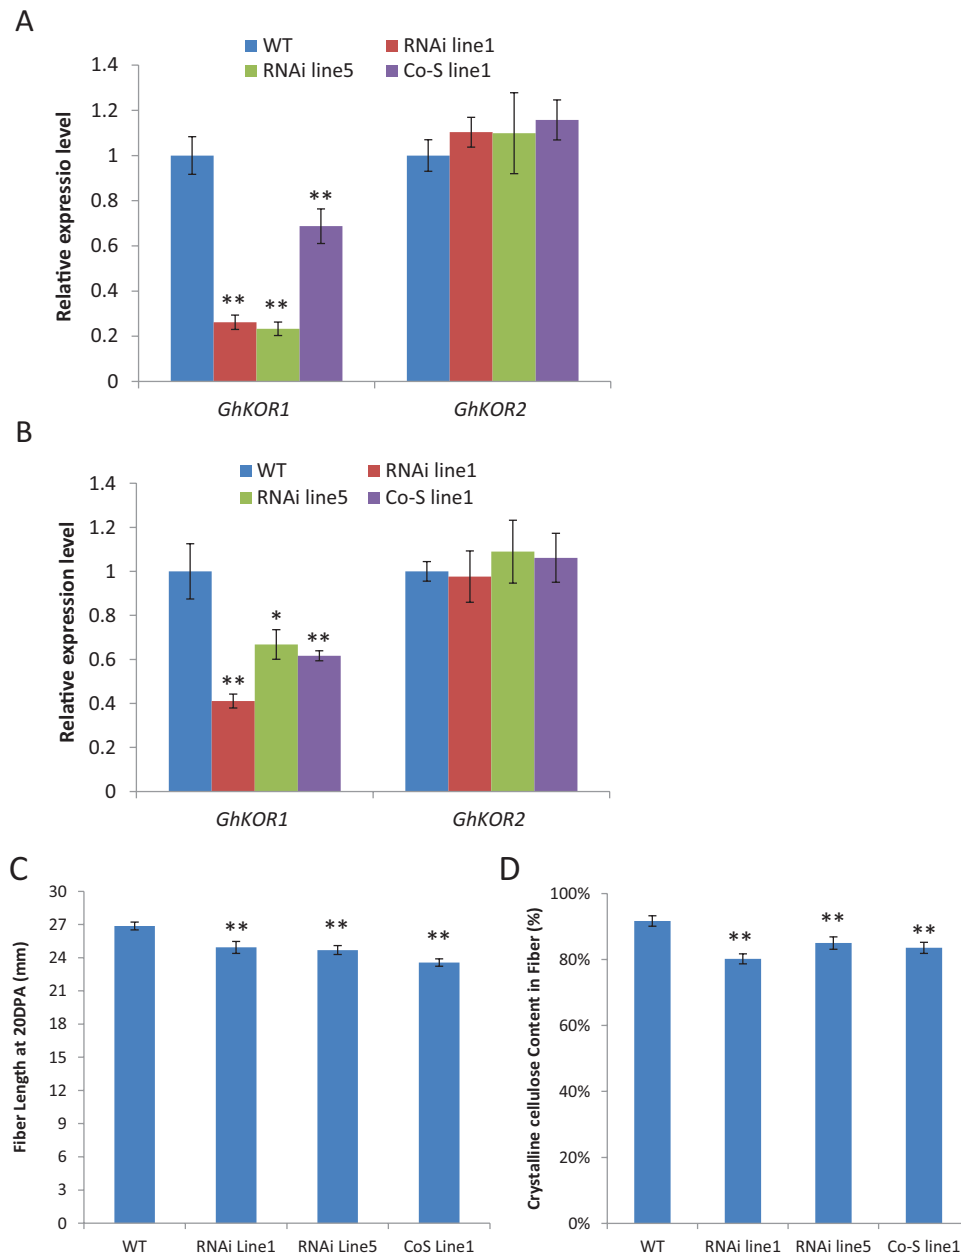 A
WT
RNAi line1
RNAi line5
Co-S line1
Relative expressio level
1.4
1.2
1
0.8
0.6
0.4
0.2
0
**
**
**
GhKOR1
GhKOR2
B
WT
RNAi line1
RNAi line5
Co-S line1
Relative expression level
1.4
1.2
1
0.8
0.6
0.4
0.2
0
**
*
**
GhKOR1
GhKOR2
C
Fiber Length at 20DPA (mm)
30
27
24
21
18
15
12
9
6
3
0
**
**
**
WT
RNAi Line1
RNAi Line5
CoS Line1
D
Crystalline cellulose Content in Fiber (%)
100%
80%
60%
40%
20%
0%
**
**
**
WT
RNAi line1
RNAi line5
Co-S line1